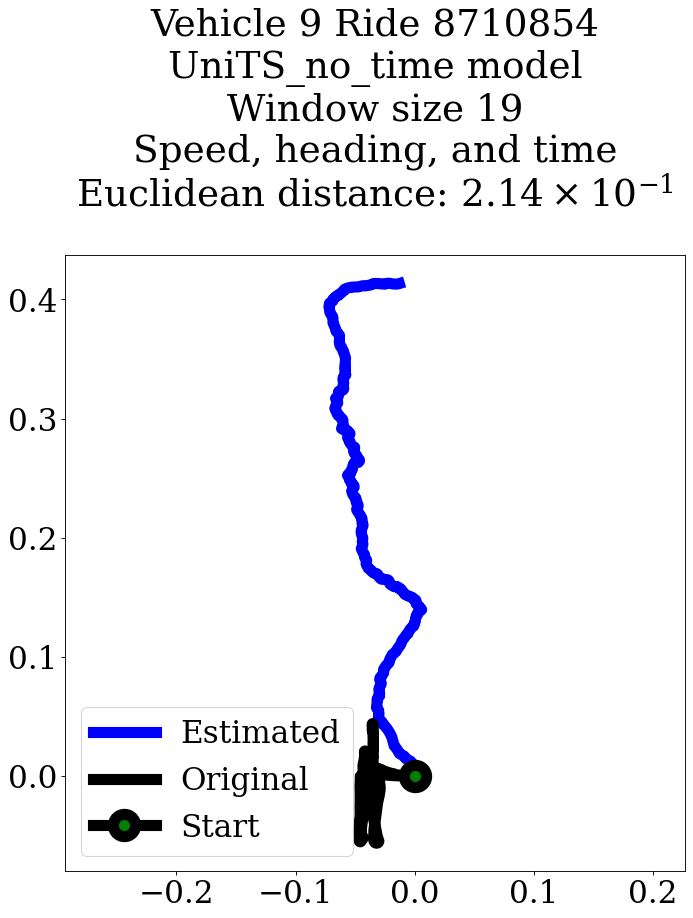 Vehicle 9 Ride 8710854
UniTS_no_time model
Window size 19
Speed, heading, and time
Euclidean distance: 2.14 × 10⁻¹
0.4
0.3
0.2
0.1
0.0
Estimated
Original
Start
−0.2 −0.1 0.0 0.1 0.2